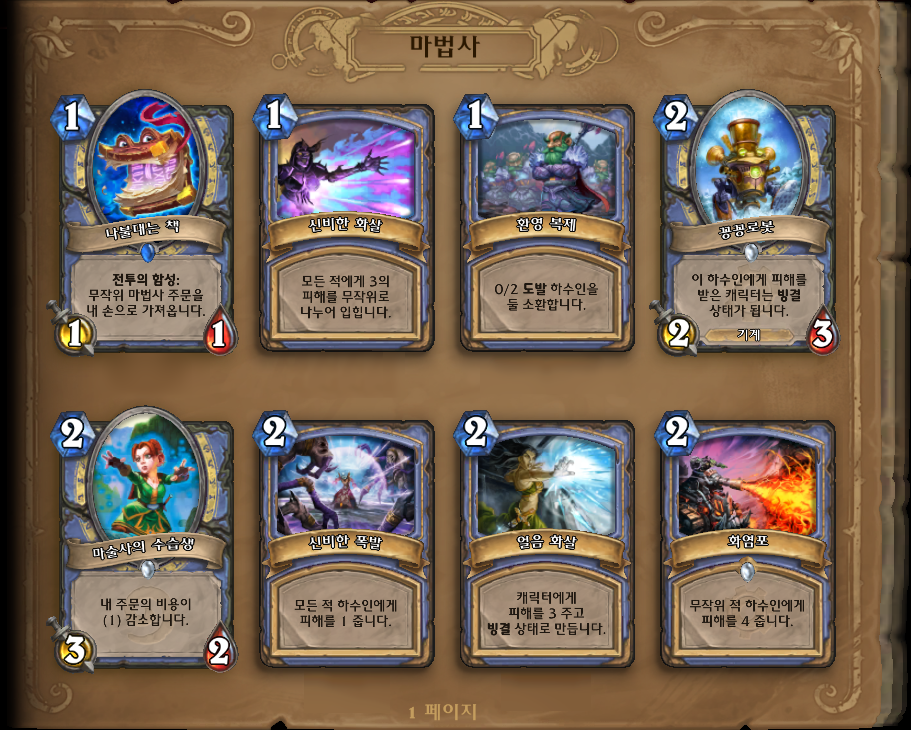 마법사
1
나불대는 책
전투의 함성:
무작위 마법사 주문을
내 손으로 가져옵니다.
1
1
1
신비한 화살
모든 적에게 3의
피해를 무작위로
나누어 입힙니다.
1
환영 복제
0/2 도발 하수인을
둘 소환합니다.
2
꽁꽁로봇
이 하수인에게 피해를
받은 캐릭터는 빙결
상태가 됩니다.
2
기계
3
2
마술사의 수습생
내 주문의 비용이
(1) 감소합니다.
3
2
2
신비한 폭발
모든 적 하수인에게
피해를 1 줍니다.
2
얼음 화살
캐릭터에게
피해를 3 주고
빙결 상태로 만듭니다.
2
화염포
무작위 적 하수인에게
피해를 4 줍니다.
1 페이지